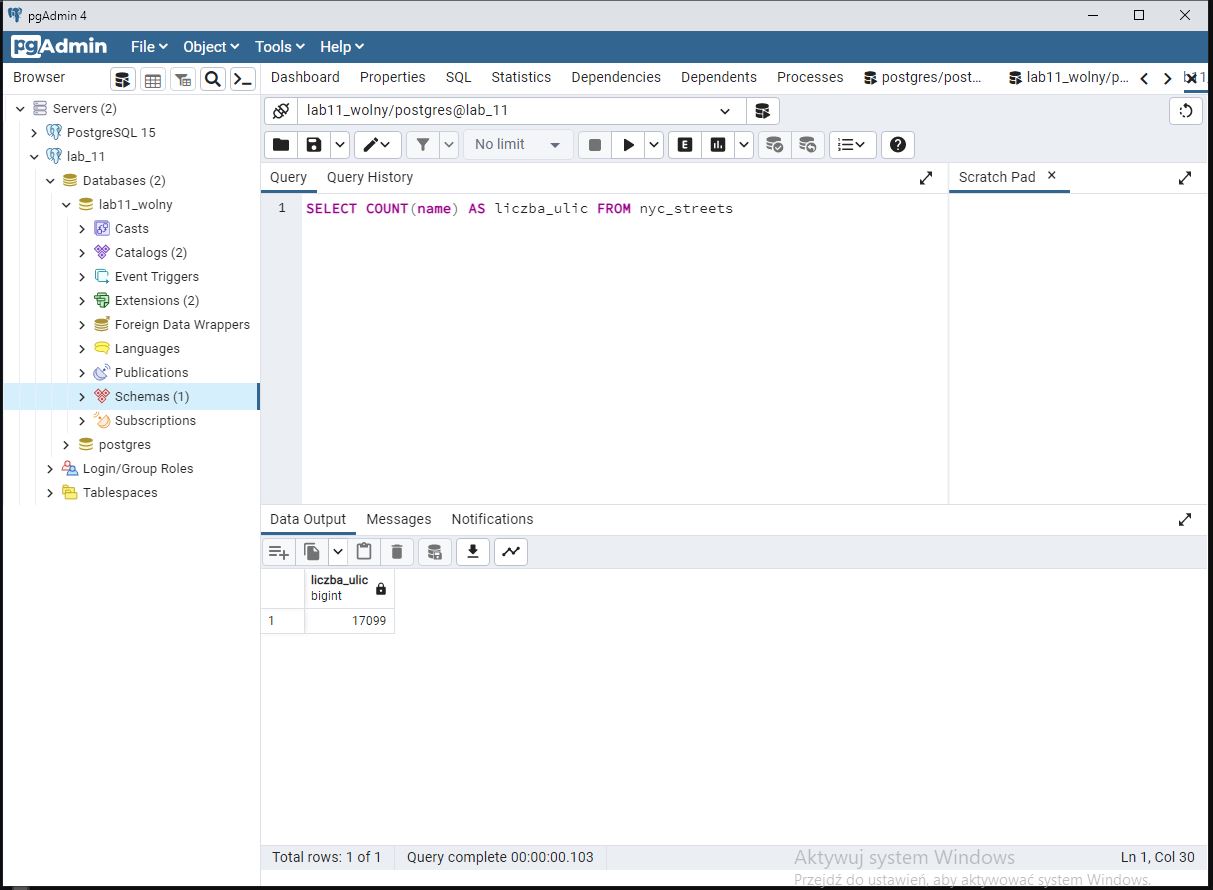 pgAdmin 4
pgAdmin
File Object Tools Help
Browser
Dashboard Properties SQL Statistics Dependencies Dependents Processes postgres/post... lab11_wolny/p...
Servers (2)
PostgreSQL 15
lab_11
Databases (2)
lab11_wolny
Casts
Catalogs (2)
Event Triggers
Extensions (2)
Foreign Data Wrappers
Languages
Publications
Schemas (1)
Subscriptions
postgres
Login/Group Roles
Tablespaces
lab11_wolny/postgres@lab_11
No limit
E
Query Query History
Scratch Pad
1 SELECT COUNT(name) AS liczba_ulic FROM nyc_streets
Data Output Messages Notifications
liczba_ulic
bigint
1 17099
Total rows: 1 of 1 Query complete 00:00:00.103
Ln 1, Col 30
Aktywuj system Windows
Przejdź do ustawień, aby aktywować system Windows.